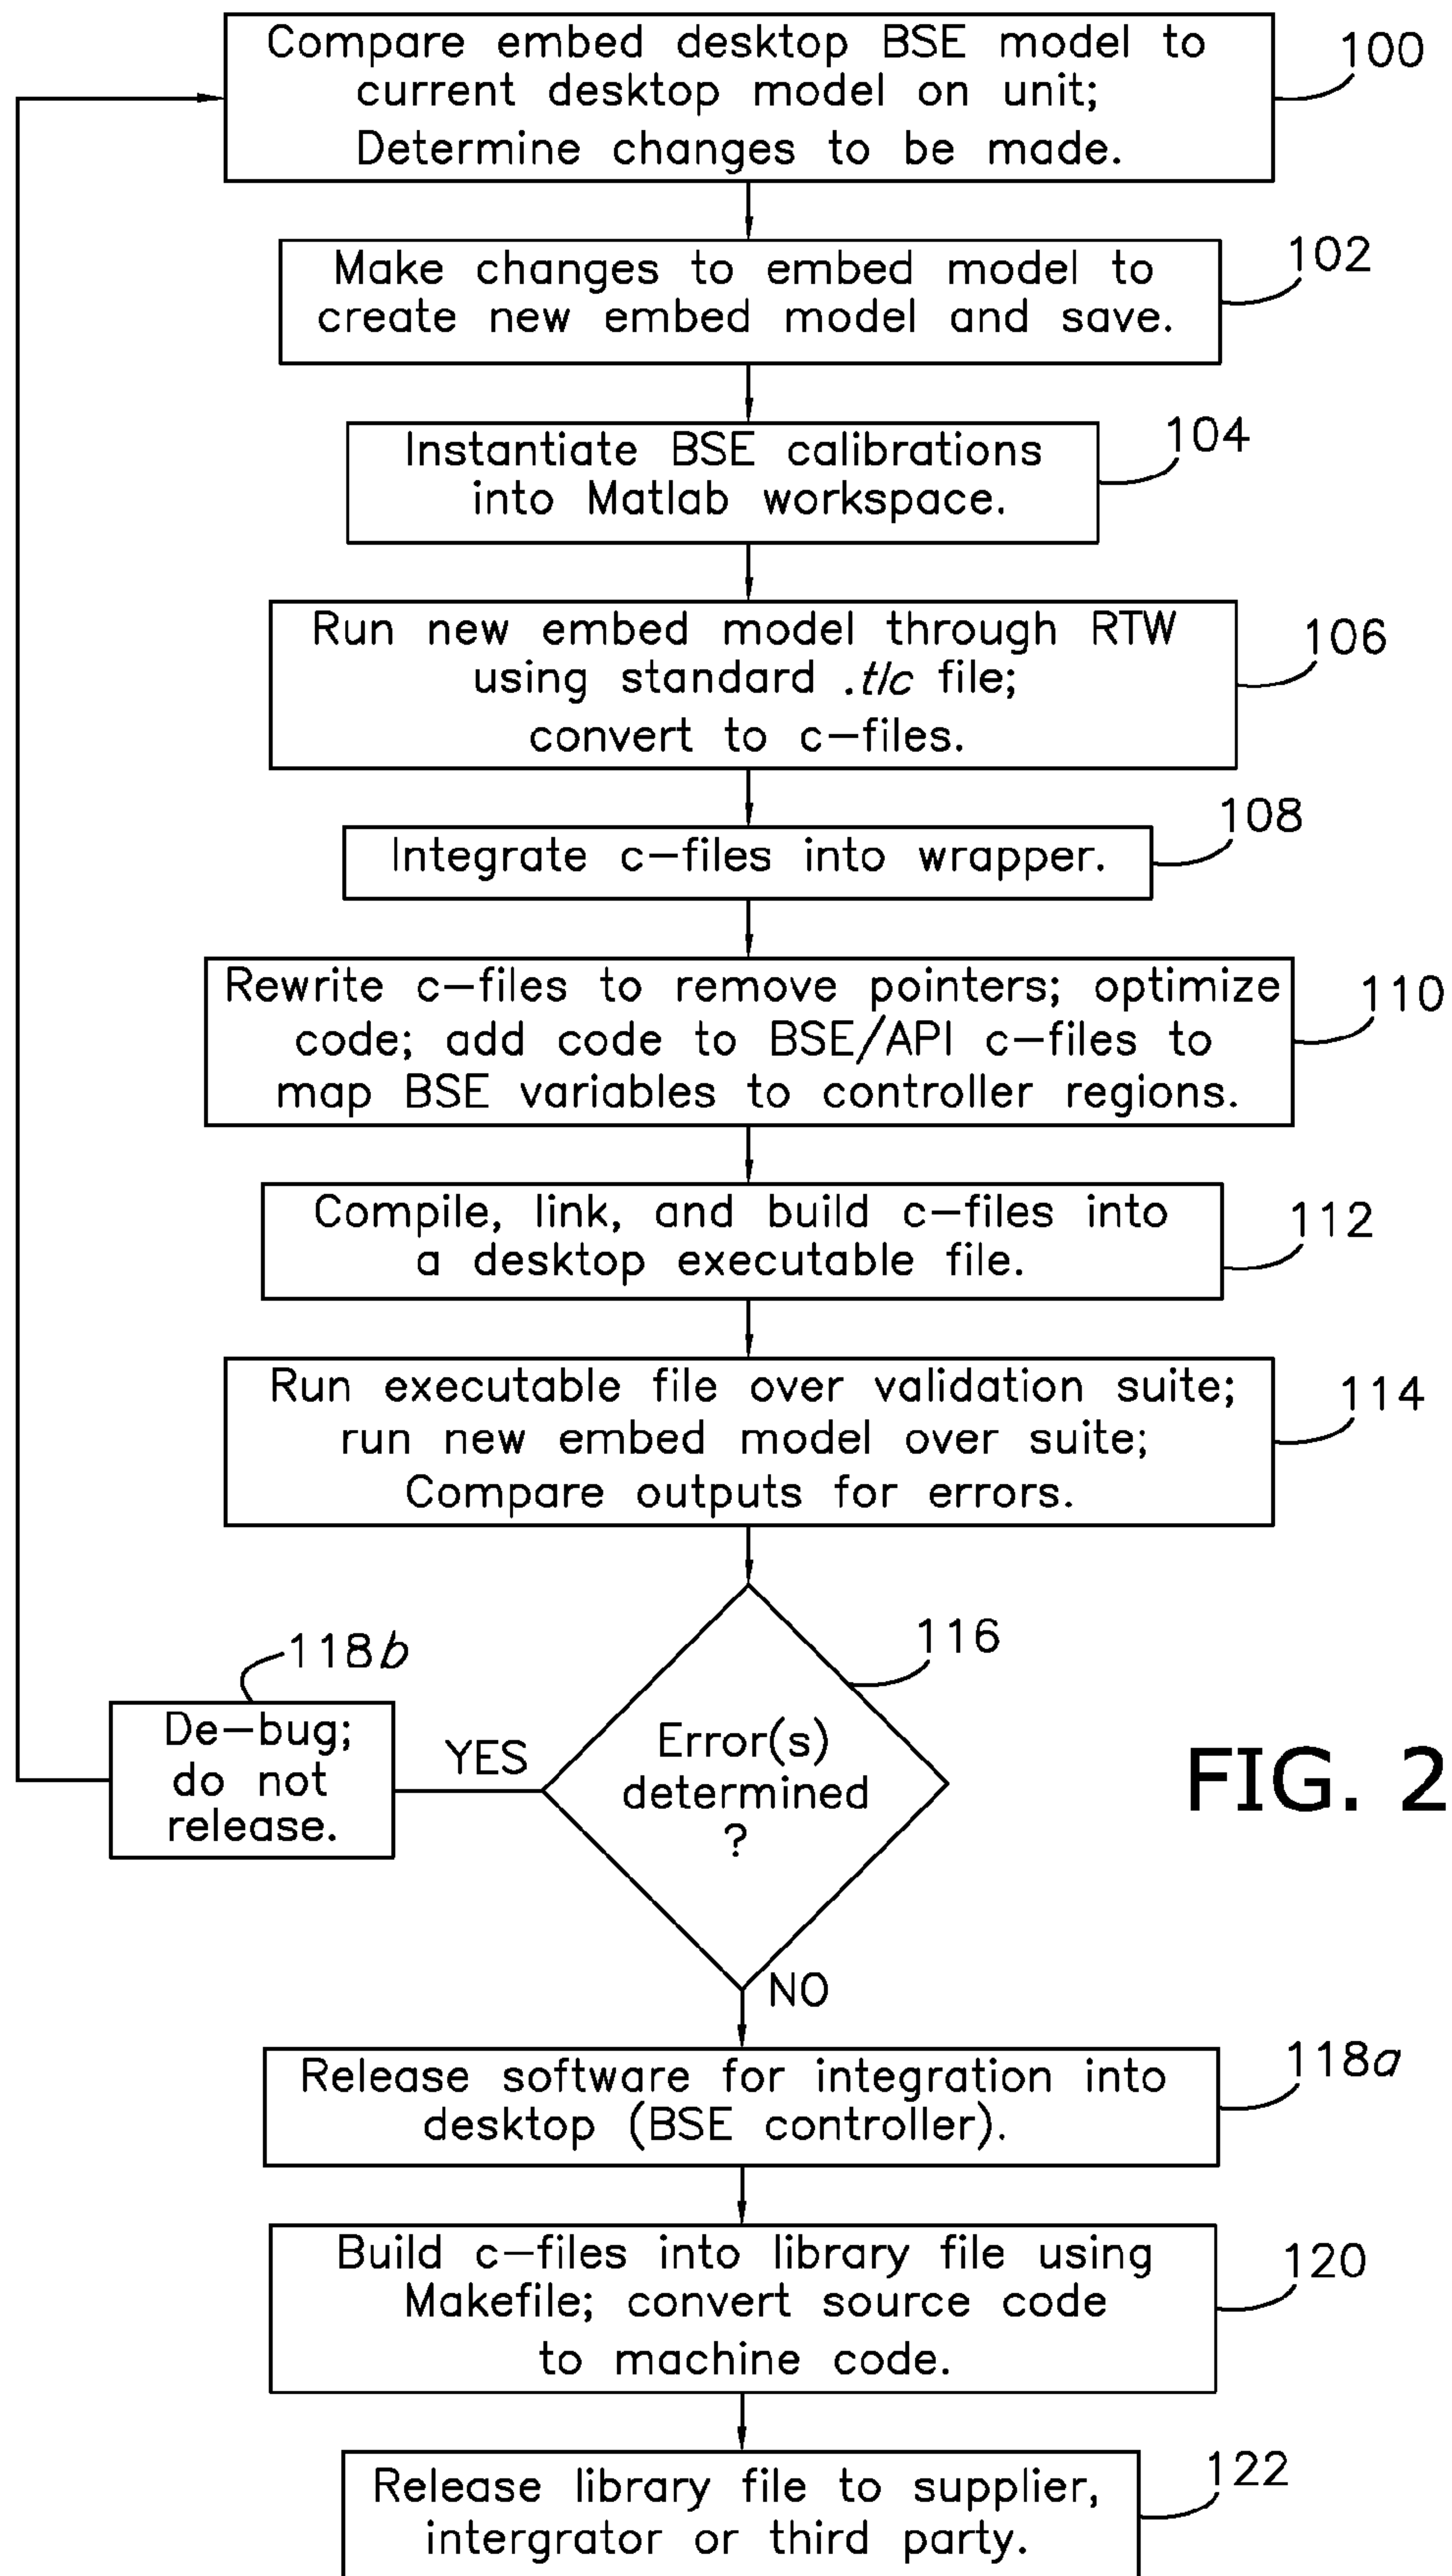 Compare embed desktop BSE model to
current desktop model on unit;
Determine changes to be made.
100
Make changes to embed model to
create new embed model and save.
102
Instantiate BSE calibrations
into Matlab workspace.
104
Run new embed model through RTW
using standard .tlc file;
convert to c-files.
106
Integrate c-files into wrapper.
108
Rewrite c-files to remove pointers; optimize
code; add code to BSE/API c-files to
map BSE variables to controller regions.
110
Compile, link, and build c-files into
a desktop executable file.
112
Run executable file over validation suite;
run new embed model over suite;
Compare outputs for errors.
114
Error(s)
determined
?
116
YES
118b
De-bug;
do not
release.
FIG. 2
NO
Release software for integration into
desktop (BSE controller).
118a
Build c-files into library file using
Makefile; convert source code
to machine code.
120
Release library file to supplier,
intergrator or third party.
122